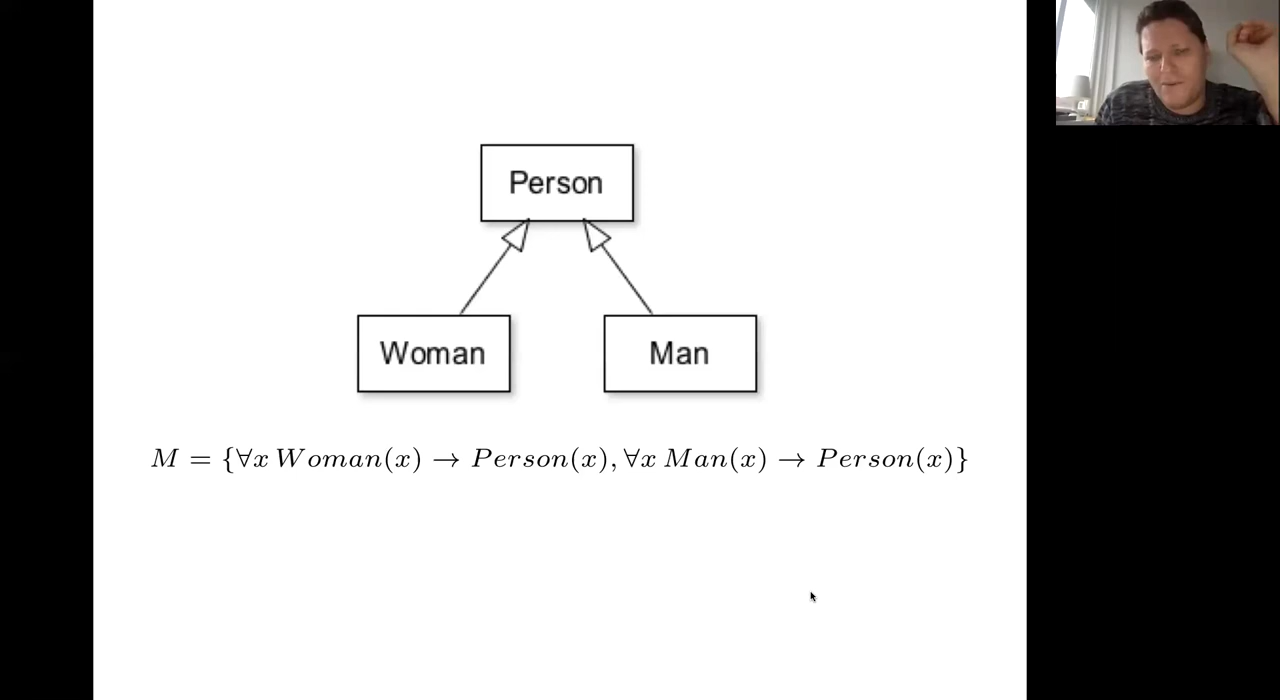 Person
Woman Man
M = {∀x Woman(x) → Person(x), ∀x Man(x) → Person(x)}